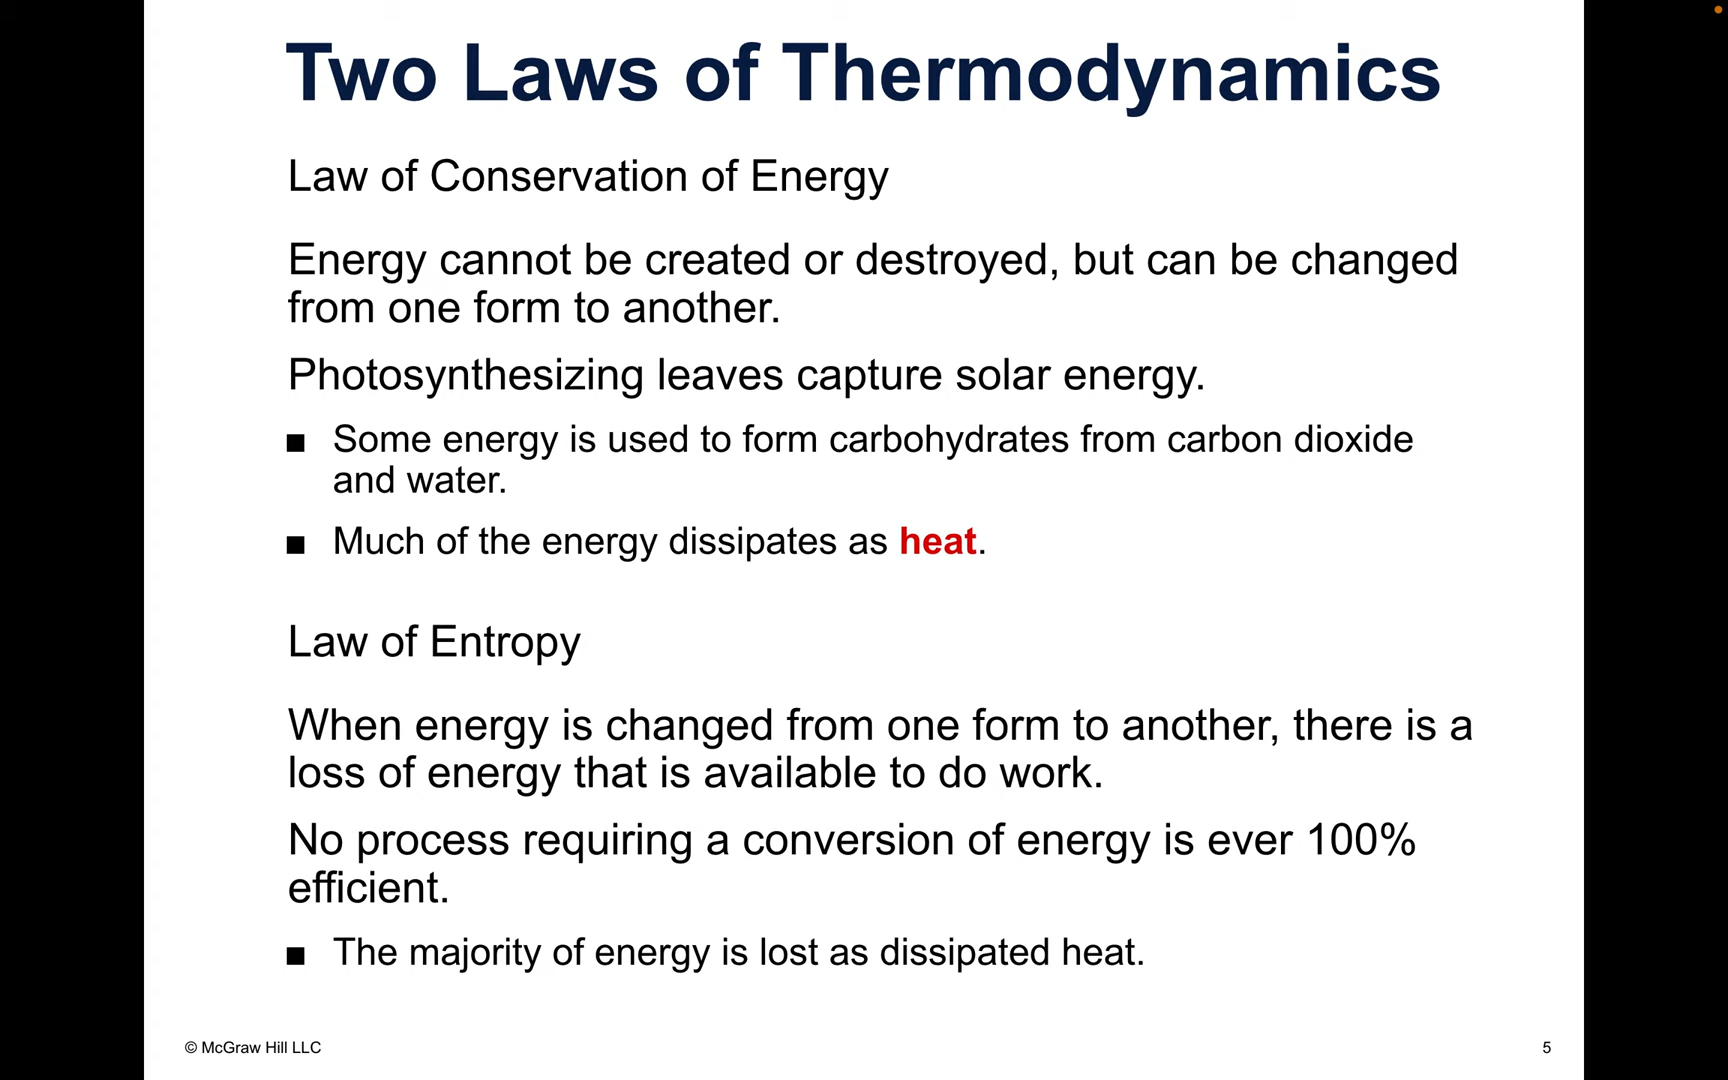 Two Laws of Thermodynamics
Law of Conservation of Energy
Energy cannot be created or destroyed, but can be changed
from one form to another.
Photosynthesizing leaves capture solar energy.
■ Some energy is used to form carbohydrates from carbon dioxide
and water.
■ Much of the energy dissipates as heat.
Law of Entropy
When energy is changed from one form to another, there is a
loss of energy that is available to do work.
No process requiring a conversion of energy is ever 100%
efficient.
■ The majority of energy is lost as dissipated heat.
© McGraw Hill LLC
5